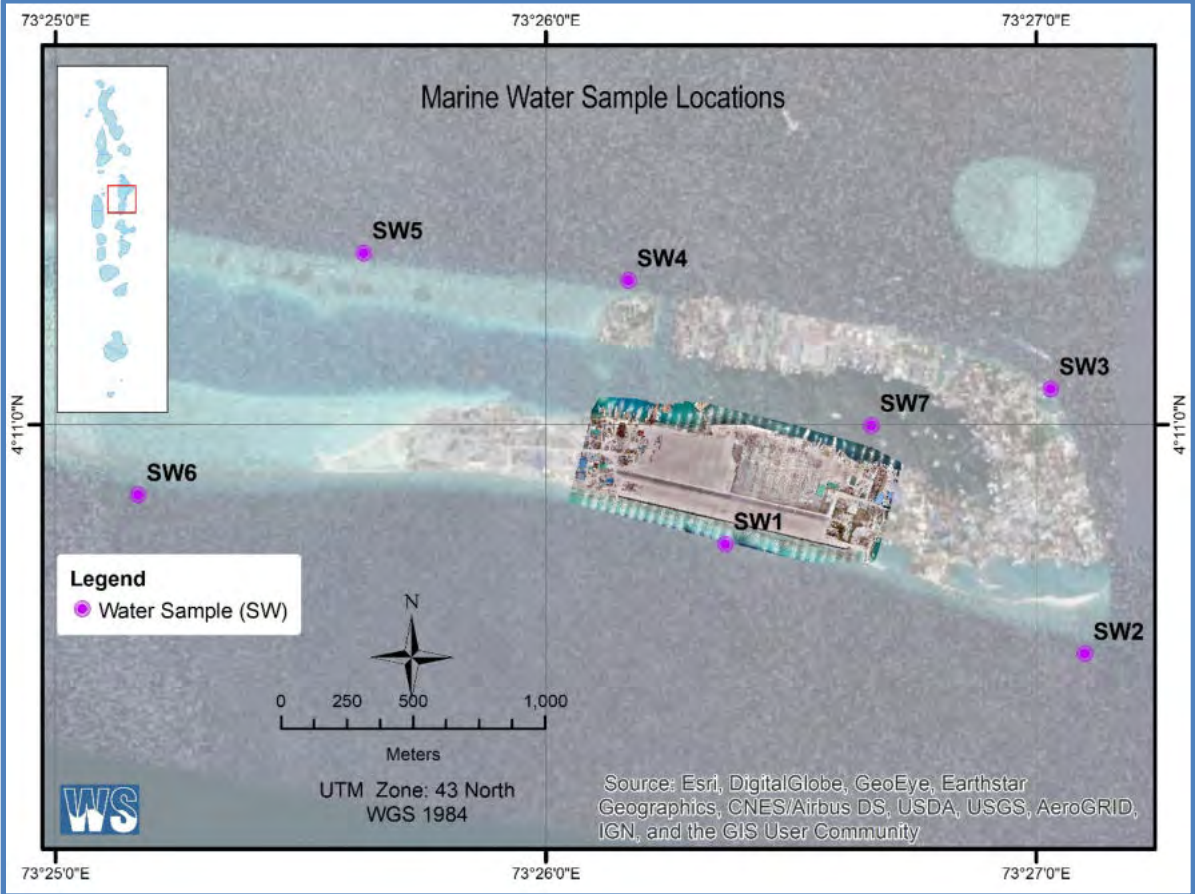 73°25'0"E 73°26'0"E 73°27'0"E
Marine Water Sample Locations
SW5
SW4
SW3
SW7
4°11'0"N 4°11'0"N
SW6
SW1
Legend
Water Sample (SW)
N
SW2
0 250 500 1,000
Meters
UTM Zone: 43 North
WGS 1984
Source: Esri, DigitalGlobe, GeoEye, Earthstar
Geographics, CNES/Airbus DS, USDA, USGS, AeroGRID,
IGN, and the GIS User Community
WS
73°25'0"E 73°26'0"E 73°27'0"E